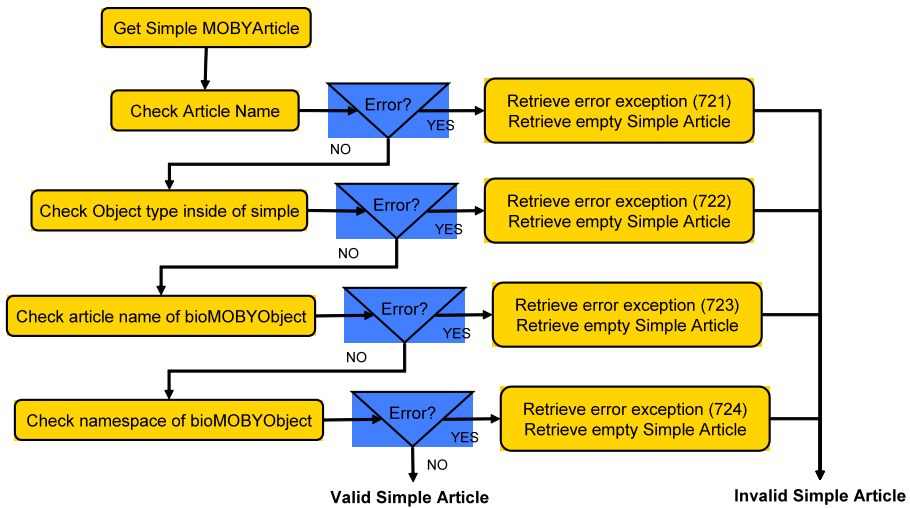 Get Simple MOBYArticle
Check Article Name
Error?
YES
NO
Retrieve error exception (721)
Retrieve empty Simple Article
Check Object type inside of simple
Error?
YES
NO
Retrieve error exception (722)
Retrieve empty Simple Article
Check article name of bioMOBYObject
Error?
YES
NO
Retrieve error exception (723)
Retrieve empty Simple Article
Check namespace of bioMOBYObject
Error?
YES
NO
Retrieve error exception (724)
Retrieve empty Simple Article
Valid Simple Article
Invalid Simple Article